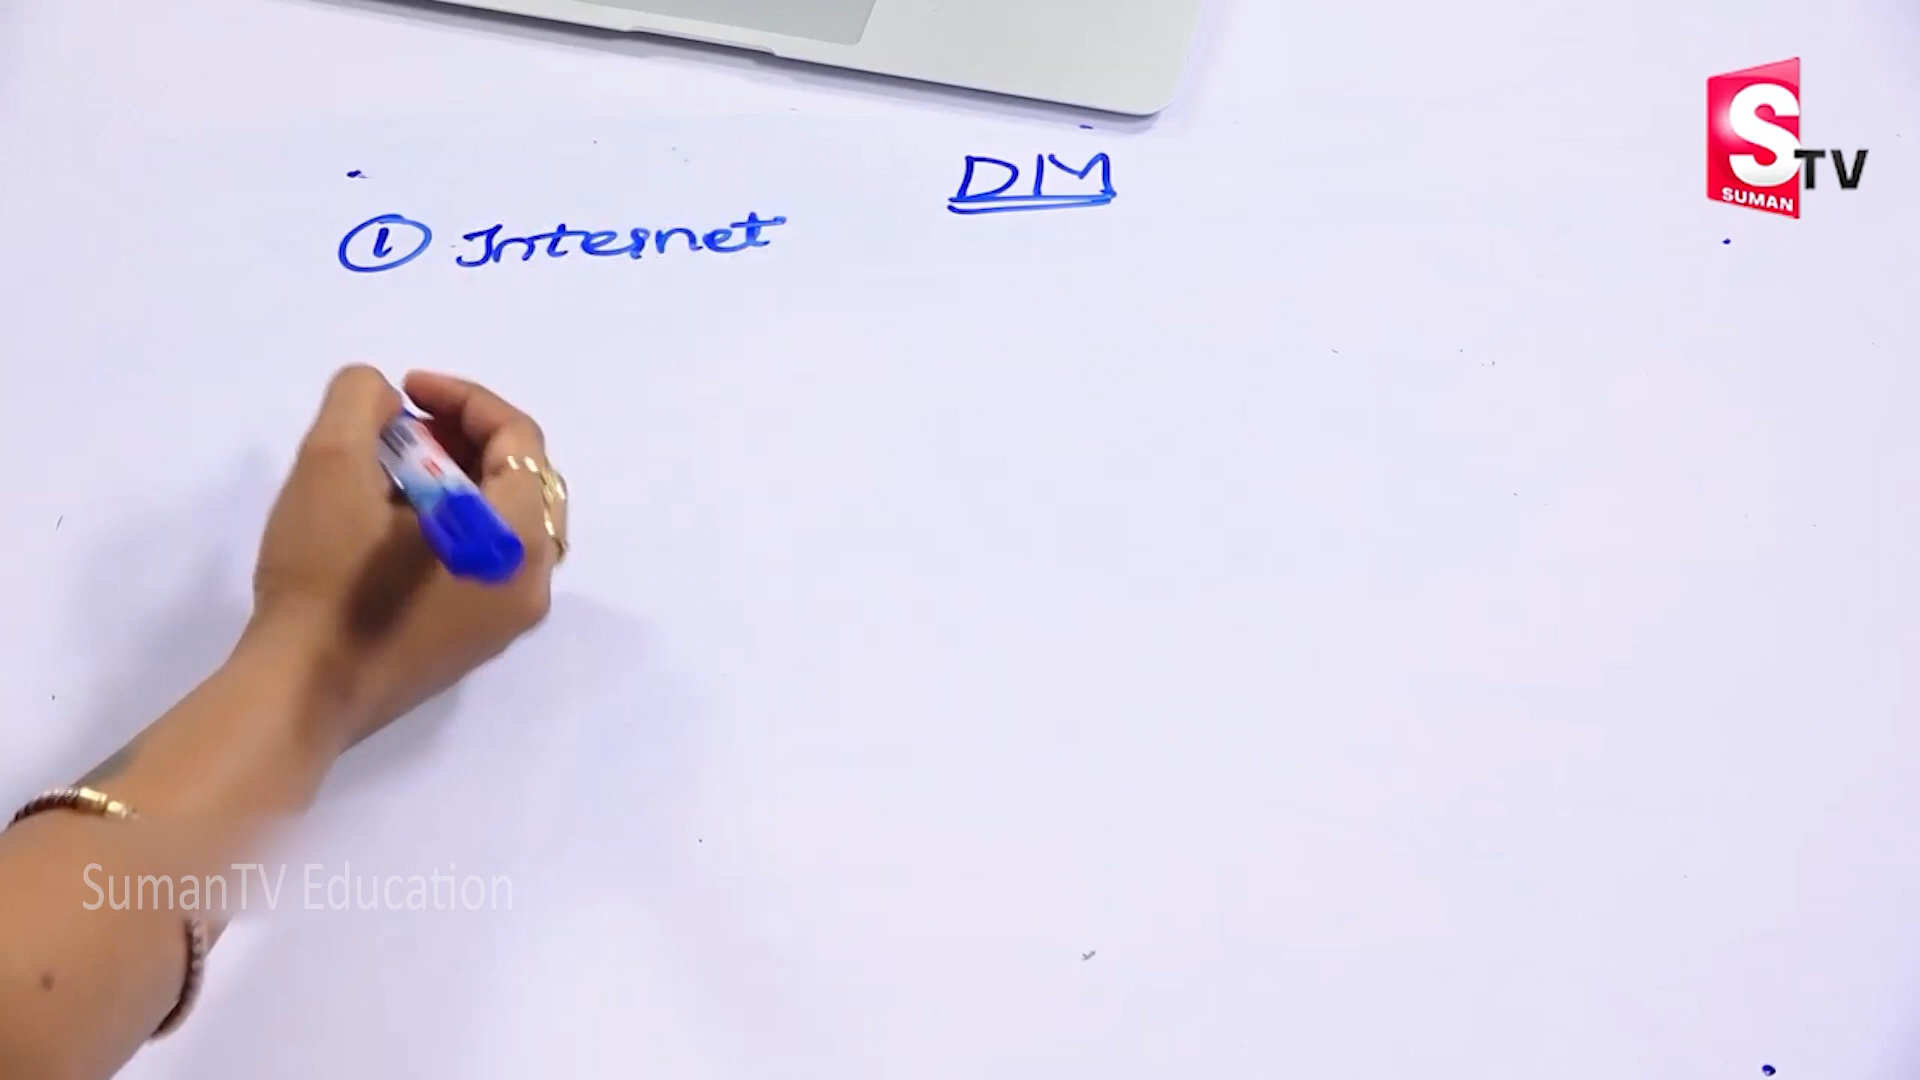 DM
① Internet
S
TV
SUMAN
SumanTV Education